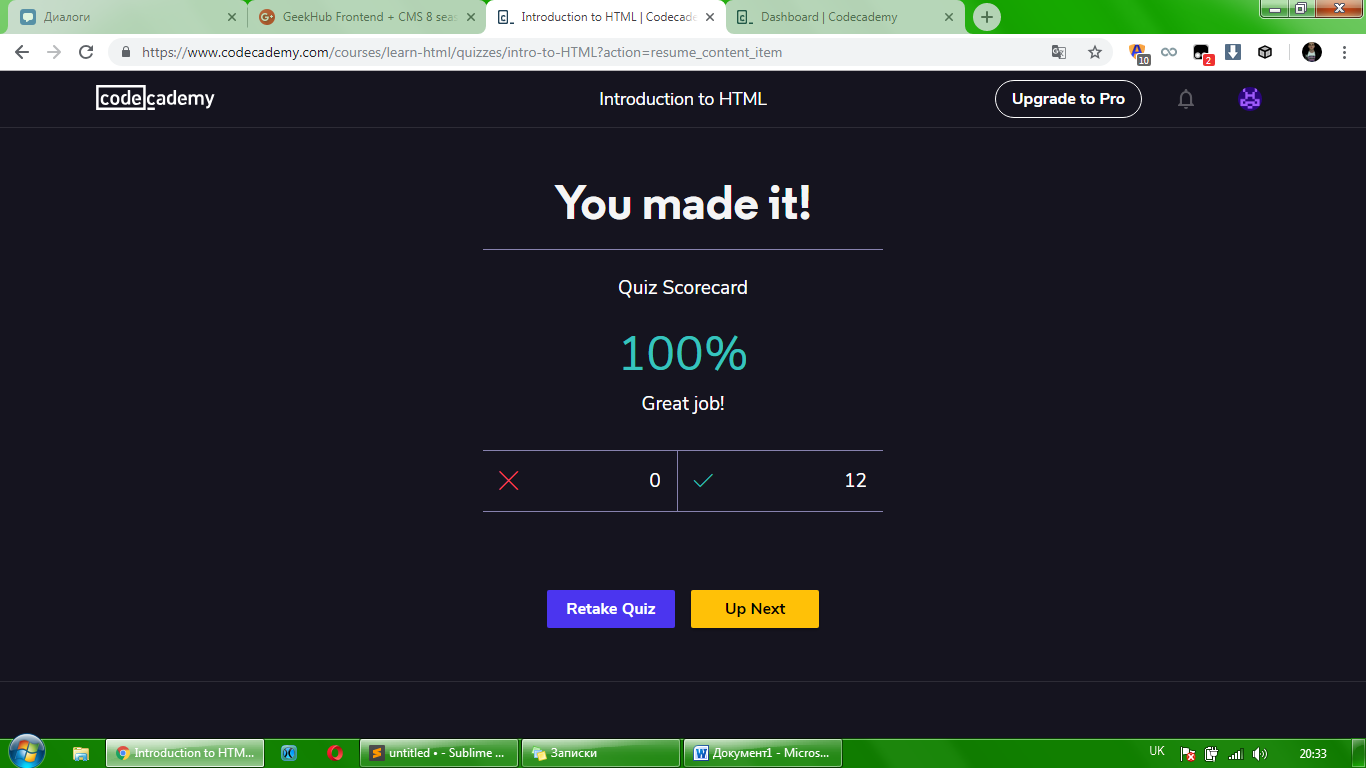 Диалоги
GeekHub Frontend + CMS 8 sea
Introduction to HTML | Codecade
Dashboard | Codecademy
https://www.codecademy.com/courses/learn-html/quizzes/intro-to-HTML?action=resume_content_item
10
2
codecademy
Introduction to HTML
Upgrade to Pro
You made it!
Quiz Scorecard
100%
Great job!
0
12
Retake Quiz
Up Next
Introduction to HTM...
untitled • - Sublime ...
Записки
Документ1 - Micros...
UK
20:33